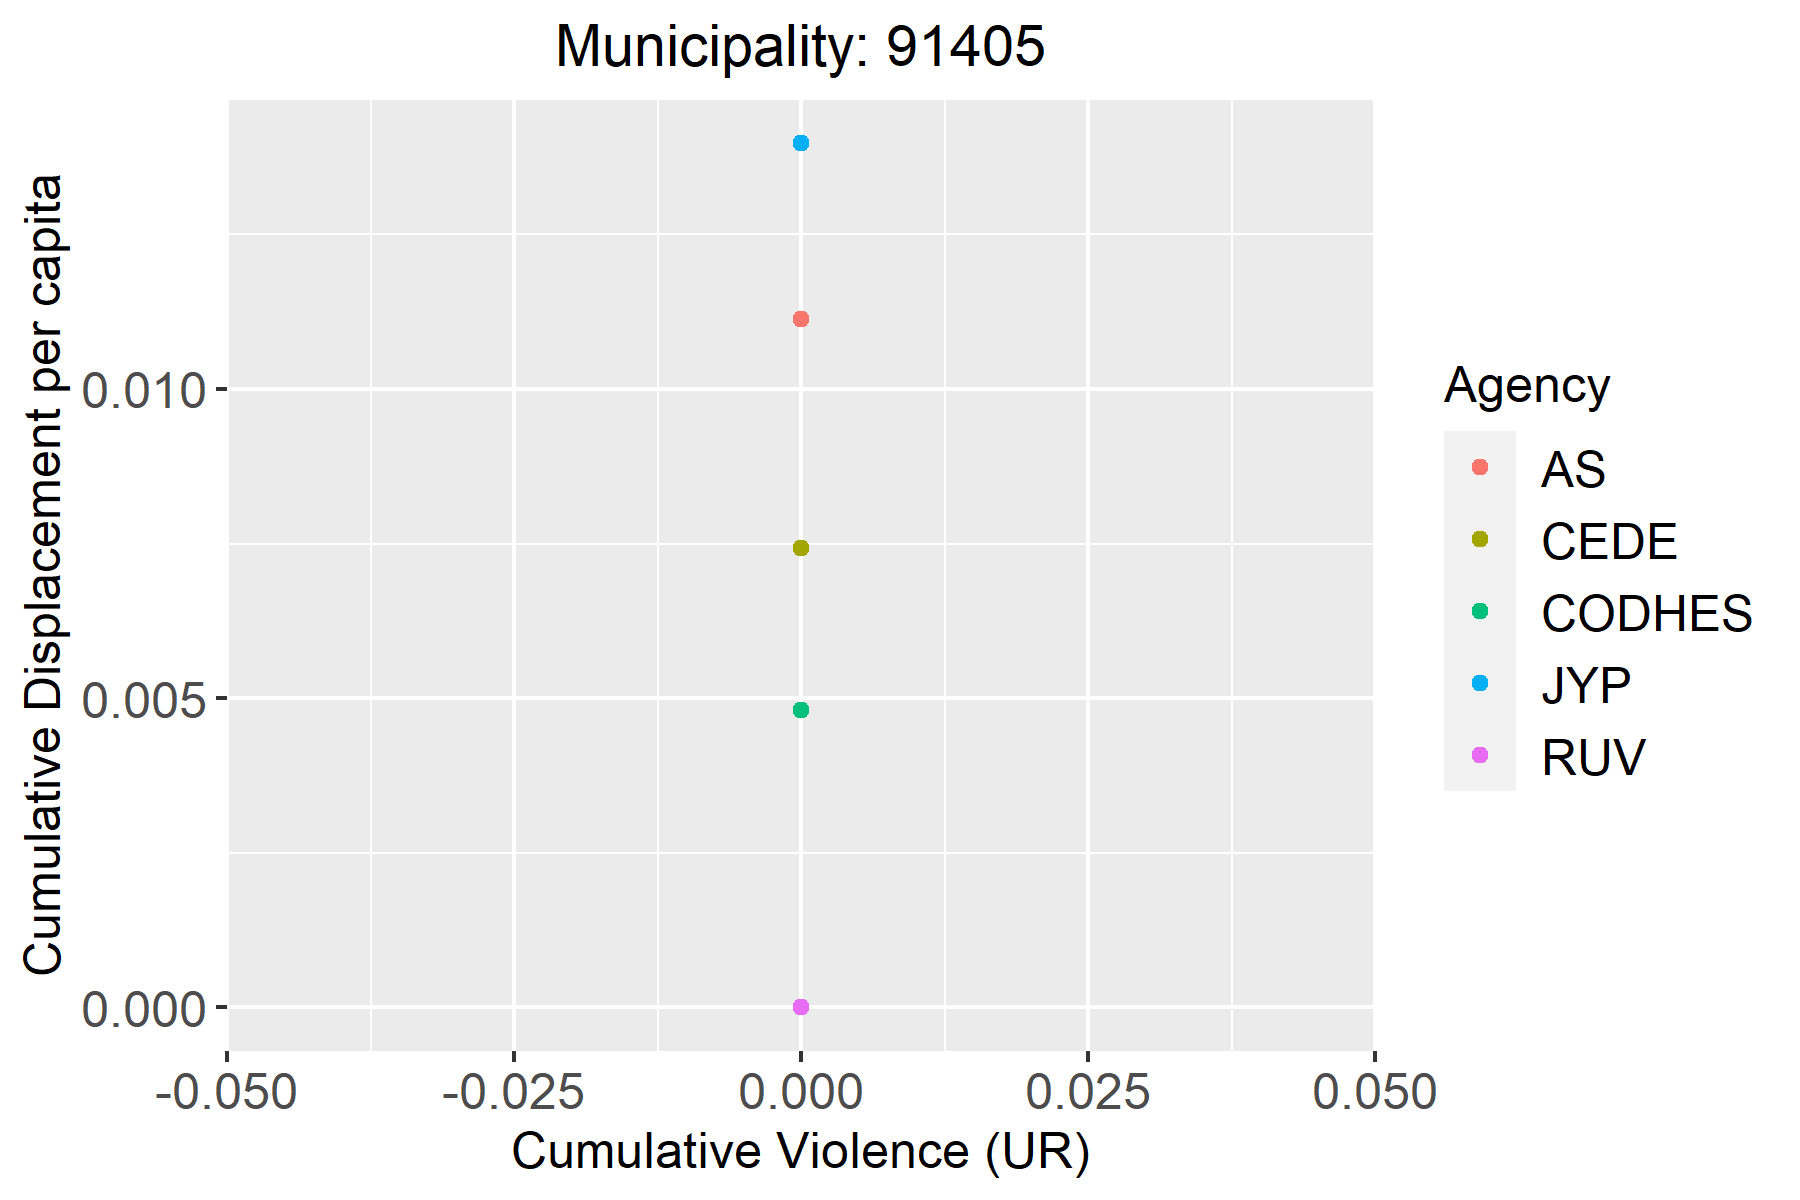 Municipality: 91405
Cumulative Displacement per capita
0.010
0.005
0.000
-0.050
-0.025
0.000
0.025
0.050
Cumulative Violence (UR)
Agency
AS
CEDE
CODHES
JYP
RUV